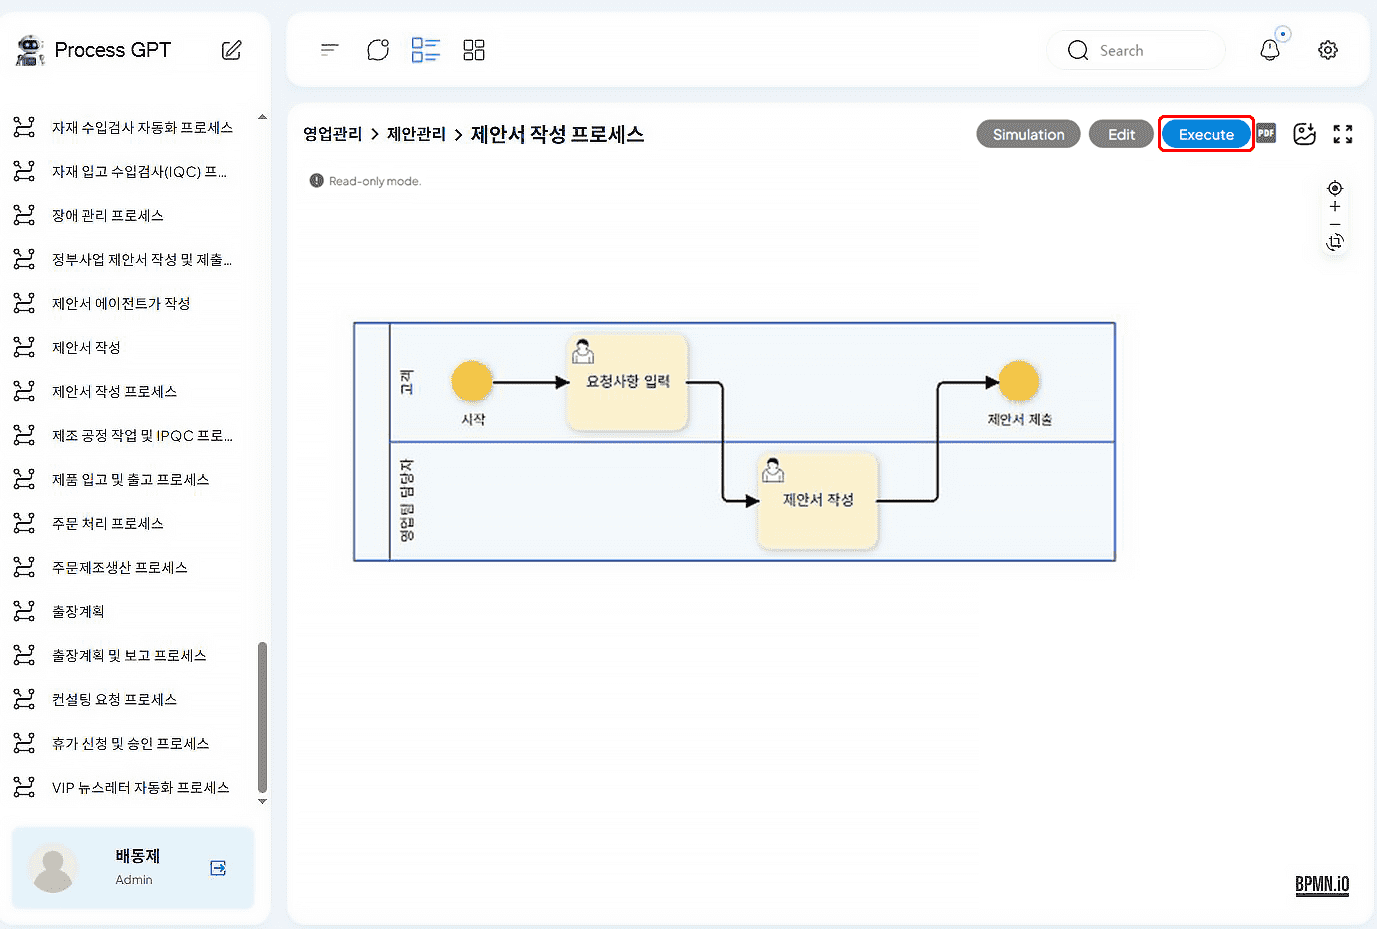 Process GPT
자재 수입검사 자동화 프로세스
자재 입고 수입검사(IQC) 프...
장애 관리 프로세스
정부사업 제안서 작성 및 제출...
제안서 에이전트가 작성
제안서 작성
제안서 작성 프로세스
제조 공정 작업 및 IPQC 프로...
제품 입고 및 출고 프로세스
주문 처리 프로세스
주문제조생산 프로세스
출장계획
출장계획 및 보고 프로세스
컨설팅 요청 프로세스
휴가 신청 및 승인 프로세스
VIP 뉴스레터 자동화 프로세스
배동제
Admin
Search
영업관리 > 제안관리 > 제안서 작성 프로세스
Simulation
Edit
Execute
PDF
Read-only mode.
고객
시작
요청사항 입력
제안서 제출
영업팀 담당자
제안서 작성
BPMN.iO